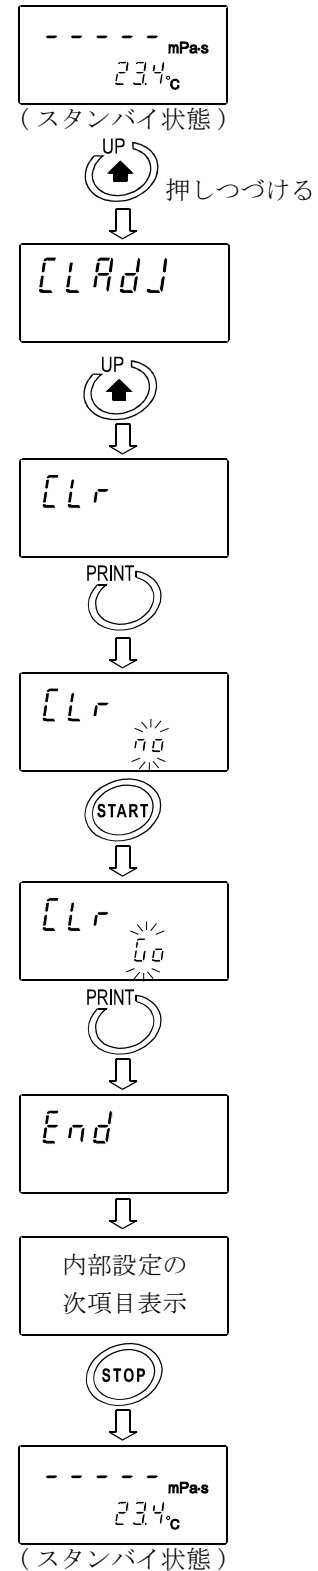 - - - - - mPa·s
23.4℃
(スタンバイ状態)
UP
押しつづける
CLAdJ
UP
CLr
PRINT
CLr
no
START
CLr
Go
PRINT
End
内部設定の
次項目表示
STOP
- - - - - mPa·s
23.4℃
(スタンバイ状態)